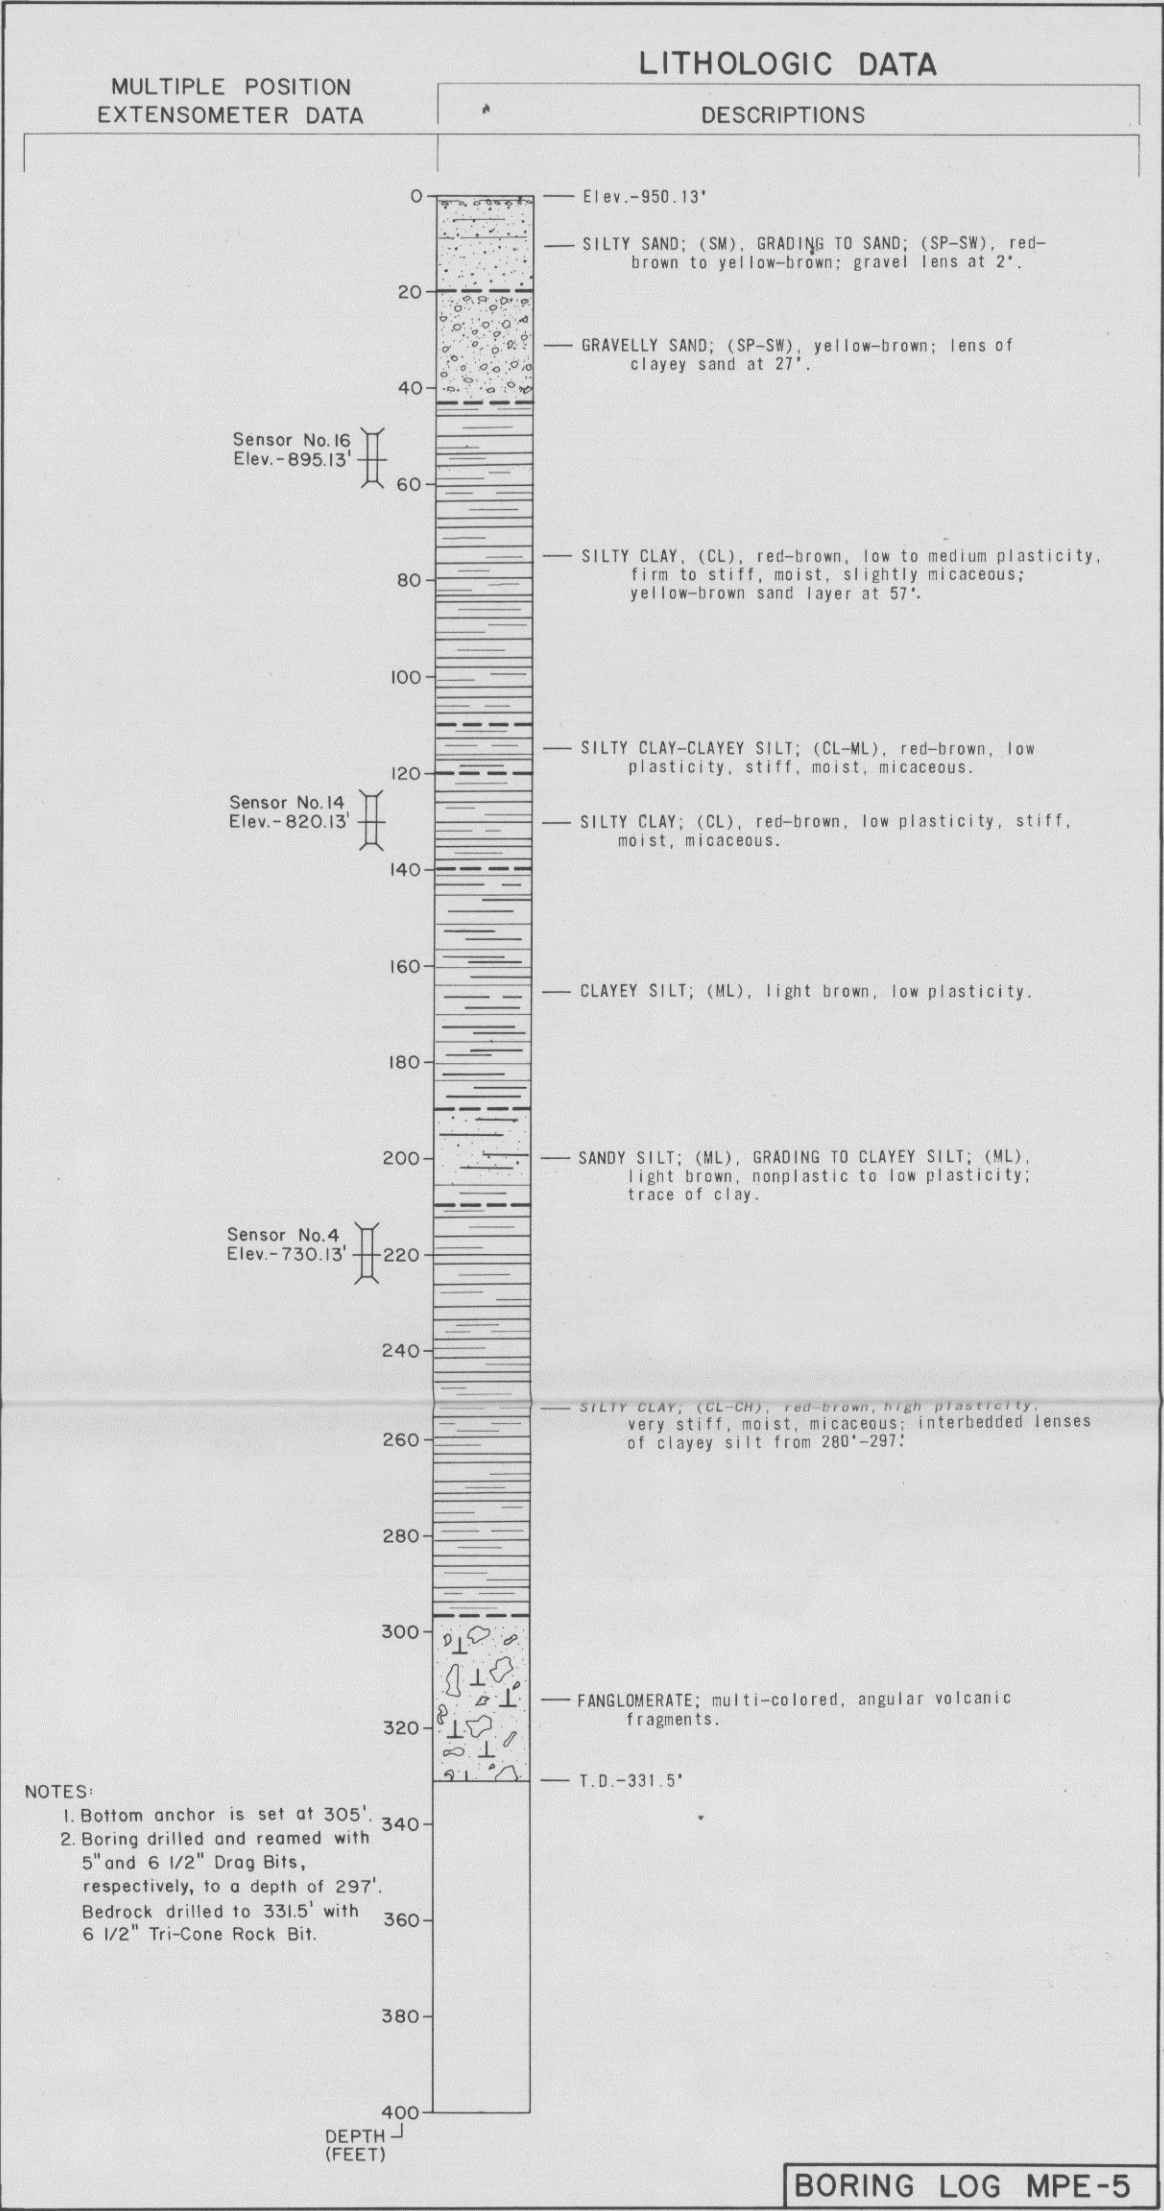 LITHOLOGIC DATA
MULTIPLE POSITION
EXTENSOMETER DATA
DESCRIPTIONS
0
Elev.-950.13'
SILTY SAND; (SM), GRADING TO SAND; (SP-SW), red-
brown to yellow-brown; gravel lens at 2'.
20
GRAVELLY SAND; (SP-SW), yellow-brown; lens of
clayey sand at 27'.
40
Sensor No.16
Elev.-895.13'
60
SILTY CLAY, (CL), red-brown, low to medium plasticity,
firm to stiff, moist, slightly micaceous;
yellow-brown sand layer at 57'.
80
100
SILTY CLAY-CLAYEY SILT; (CL-ML), red-brown, low
plasticity, stiff, moist, micaceous.
120
Sensor No.14
Elev.-820.13'
SILTY CLAY; (CL), red-brown, low plasticity, stiff,
moist, micaceous.
140
160
CLAYEY SILT; (ML), light brown, low plasticity.
180
200
SANDY SILT; (ML), GRADING TO CLAYEY SILT; (ML),
light brown, nonplastic to low plasticity;
trace of clay.
Sensor No.4
Elev.-730.13'
220
240
SILTY CLAY; (CL-CH), red-brown, high plasticity,
very stiff, moist, micaceous; interbedded lenses
of clayey silt from 280'-297'.
260
280
300
FANGLOMERATE; multi-colored, angular volcanic
fragments.
320
T.D.-331.5'
340
360
380
400
DEPTH
(FEET)
NOTES:
1. Bottom anchor is set at 305'.
2. Boring drilled and reamed with
5" and 6 1/2" Drag Bits,
respectively, to a depth of 297'.
Bedrock drilled to 331.5' with
6 1/2" Tri-Cone Rock Bit.
BORING LOG MPE-5